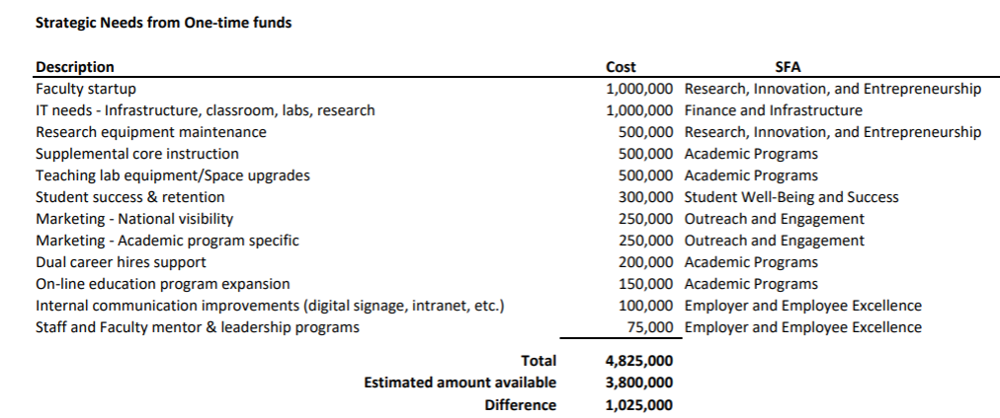 Strategic Needs from One-time funds
Description Cost SFA
Faculty startup 1,000,000 Research, Innovation, and Entrepreneurship
IT needs - Infrastructure, classroom, labs, research 1,000,000 Finance and Infrastructure
Research equipment maintenance 500,000 Research, Innovation, and Entrepreneurship
Supplemental core instruction 500,000 Academic Programs
Teaching lab equipment/Space upgrades 500,000 Academic Programs
Student success & retention 300,000 Student Well-Being and Success
Marketing - National visibility 250,000 Outreach and Engagement
Marketing - Academic program specific 250,000 Outreach and Engagement
Dual career hires support 200,000 Academic Programs
On-line education program expansion 150,000 Academic Programs
Internal communication improvements (digital signage, intranet, etc.) 100,000 Employer and Employee Excellence
Staff and Faculty mentor & leadership programs 75,000 Employer and Employee Excellence
Total 4,825,000
Estimated amount available 3,800,000
Difference 1,025,000